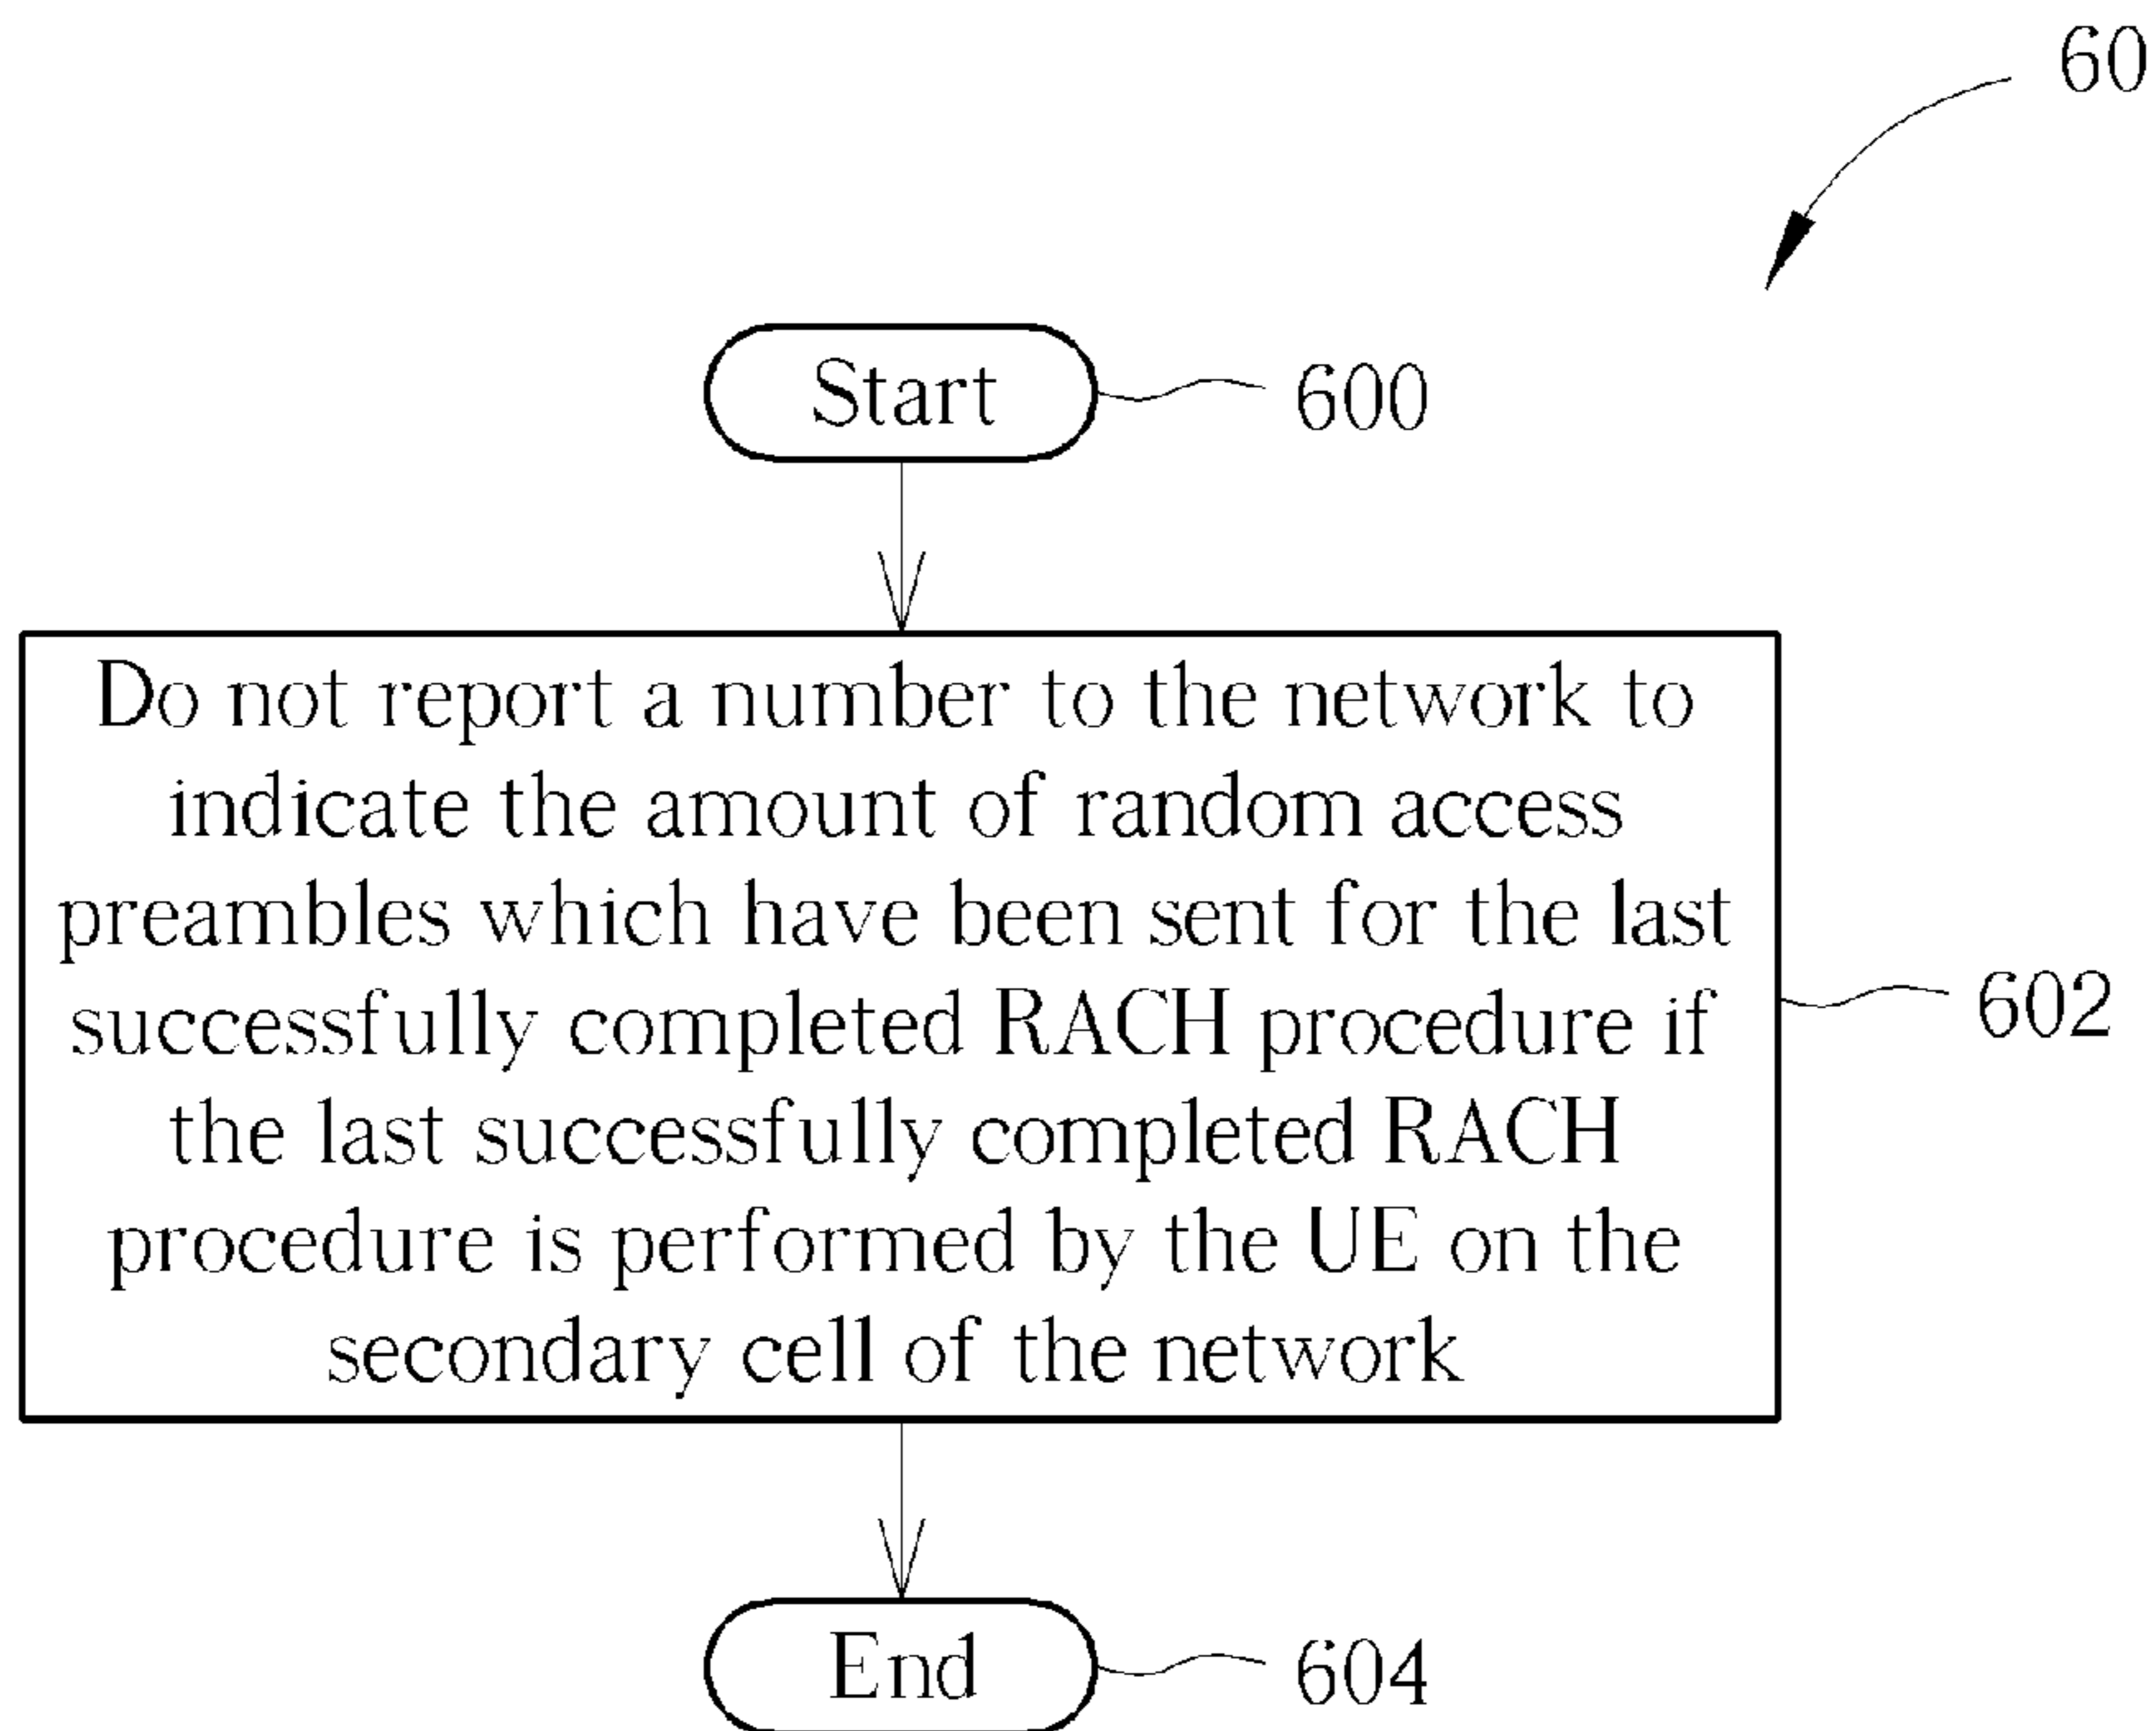 60
Start
600
Do not report a number to the network to
indicate the amount of random access
preambles which have been sent for the last
successfully completed RACH procedure if
the last successfully completed RACH
procedure is performed by the UE on the
secondary cell of the network
602
End
604